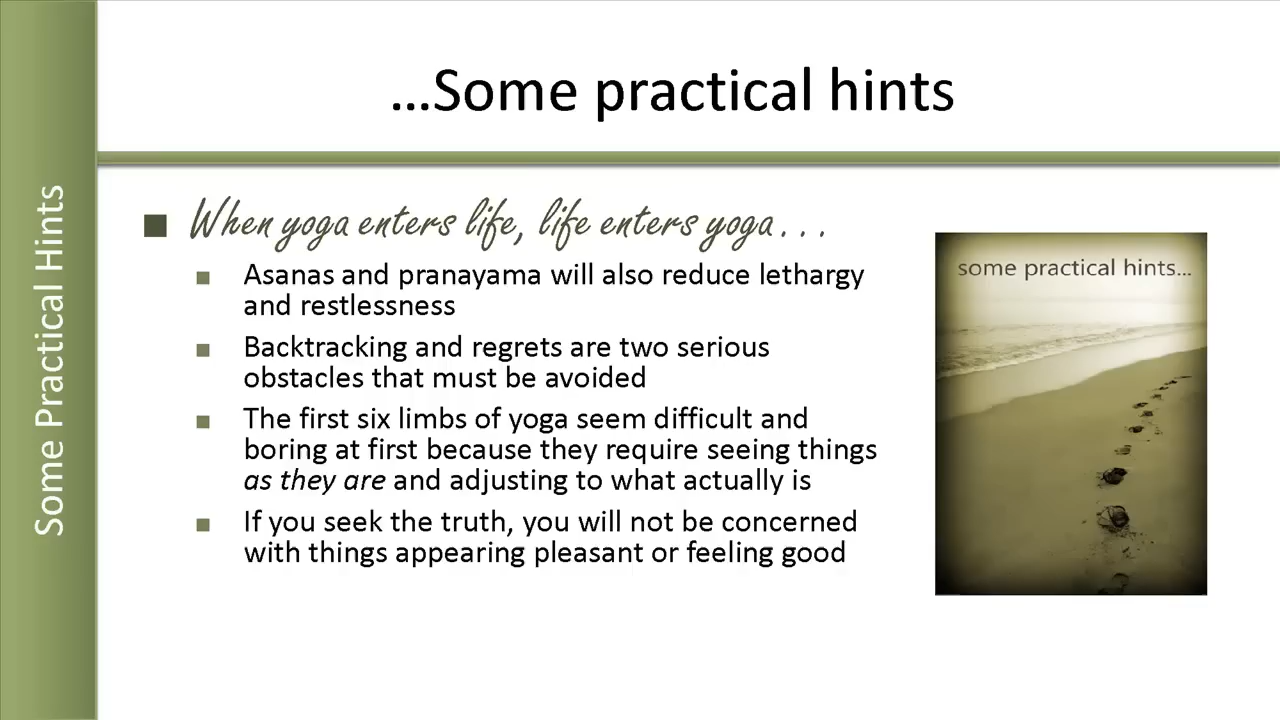 Some Practical Hints
...Some practical hints
When yoga enters life, life enters yoga...
Asanas and pranayama will also reduce lethargy
and restlessness
Backtracking and regrets are two serious
obstacles that must be avoided
The first six limbs of yoga seem difficult and
boring at first because they require seeing things
as they are and adjusting to what actually is
If you seek the truth, you will not be concerned
with things appearing pleasant or feeling good
some practical hints...